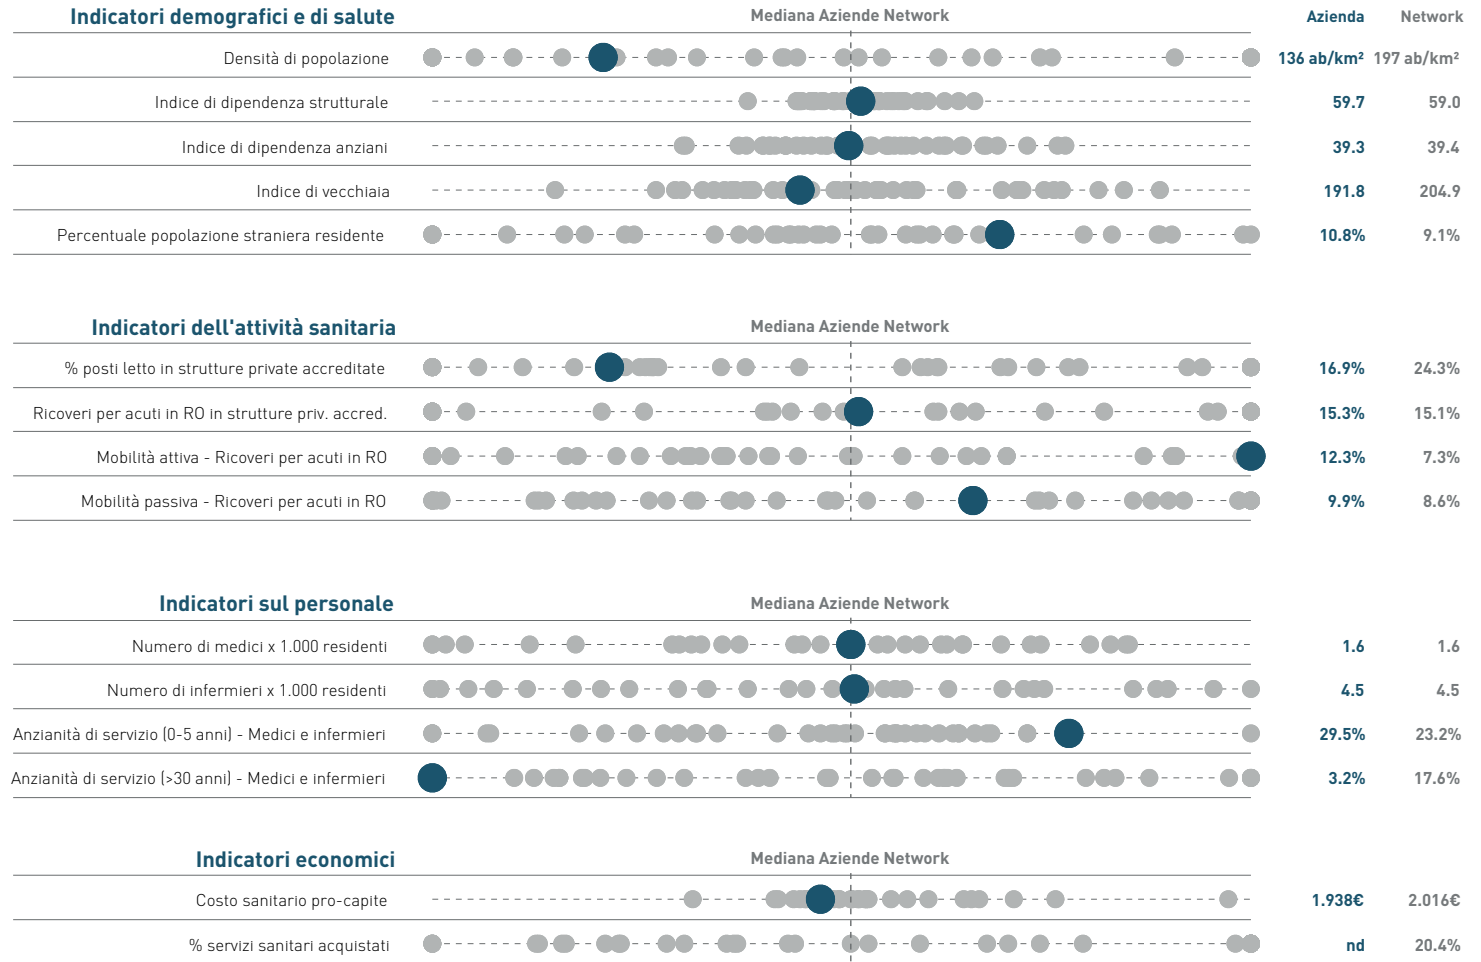 Indicatori demografici e di salute Mediana Aziende Network Azienda Network
Densità di popolazione 136 ab/km² 197 ab/km²
Indice di dipendenza strutturale 59.7 59.0
Indice di dipendenza anziani 39.3 39.4
Indice di vecchiaia 191.8 204.9
Percentuale popolazione straniera residente 10.8% 9.1%
Indicatori dell'attività sanitaria Mediana Aziende Network
% posti letto in strutture private accreditate 16.9% 24.3%
Ricoveri per acuti in RO in strutture priv. accred. 15.3% 15.1%
Mobilità attiva - Ricoveri per acuti in RO 12.3% 7.3%
Mobilità passiva - Ricoveri per acuti in RO 9.9% 8.6%
Indicatori sul personale Mediana Aziende Network
Numero di medici x 1.000 residenti 1.6 1.6
Numero di infermieri x 1.000 residenti 4.5 4.5
Anzianità di servizio (0-5 anni) - Medici e infermieri 29.5% 23.2%
Anzianità di servizio (>30 anni) - Medici e infermieri 3.2% 17.6%
Indicatori economici Mediana Aziende Network
Costo sanitario pro-capite 1.938€ 2.016€
% servizi sanitari acquistati nd 20.4%